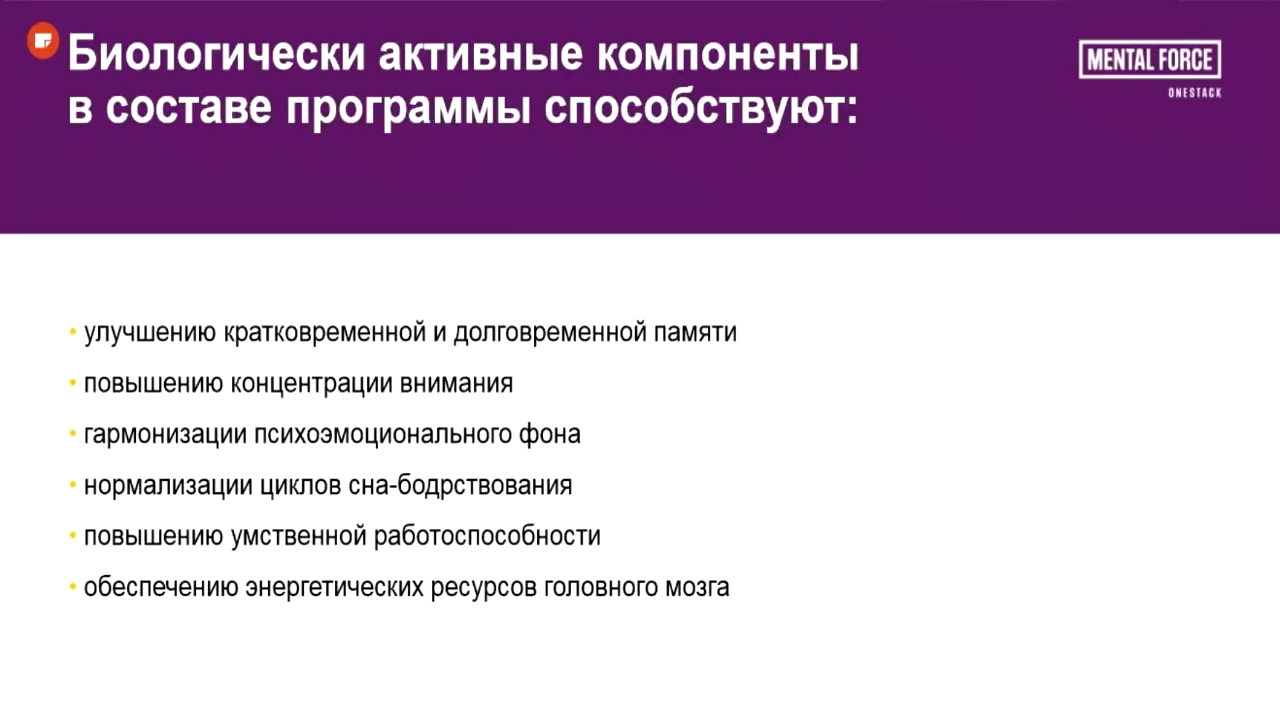 Биологически активные компоненты
в составе программы способствуют:
MENTAL FORCE
ONESTACK
• улучшению кратковременной и долговременной памяти
• повышению концентрации внимания
• гармонизации психоэмоционального фона
• нормализации циклов сна-бодрствования
• повышению умственной работоспособности
• обеспечению энергетических ресурсов головного мозга